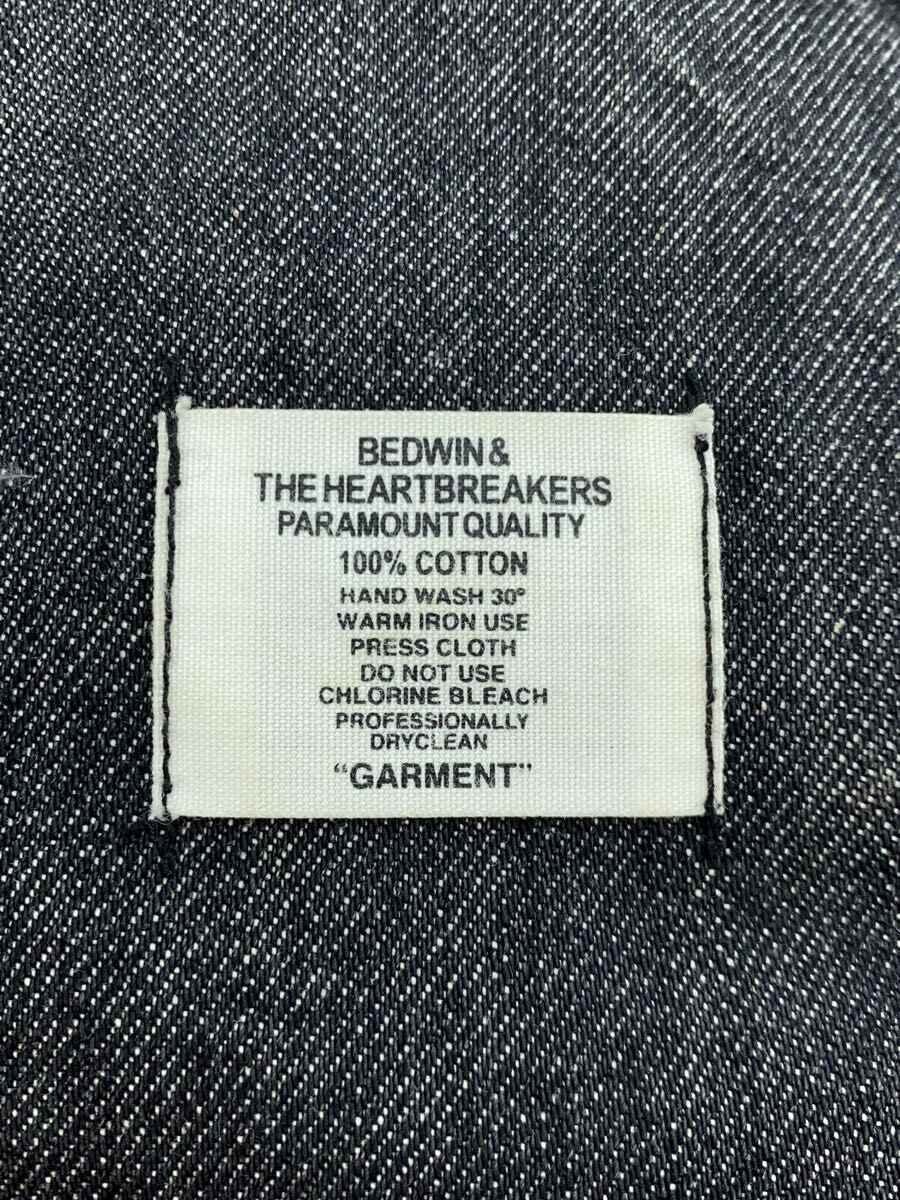 BEDWIN &
THE HEARTBREAKERS
PARAMOUNT QUALITY
100% COTTON
HAND WASH 30°
WARM IRON USE
PRESS CLOTH
DO NOT USE
CHLORINE BLEACH
PROFESSIONALLY
DRYCLEAN
“GARMENT”